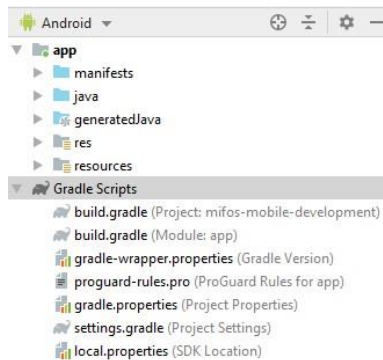 Android
app
manifests
java
generatedJava
res
resources
Gradle Scripts
build.gradle (Project: mifos-mobile-development)
build.gradle (Module: app)
gradle-wrapper.properties (Gradle Version)
proguard-rules.pro (ProGuard Rules for app)
gradle.properties (Project Properties)
settings.gradle (Project Settings)
local.properties (SDK Location)